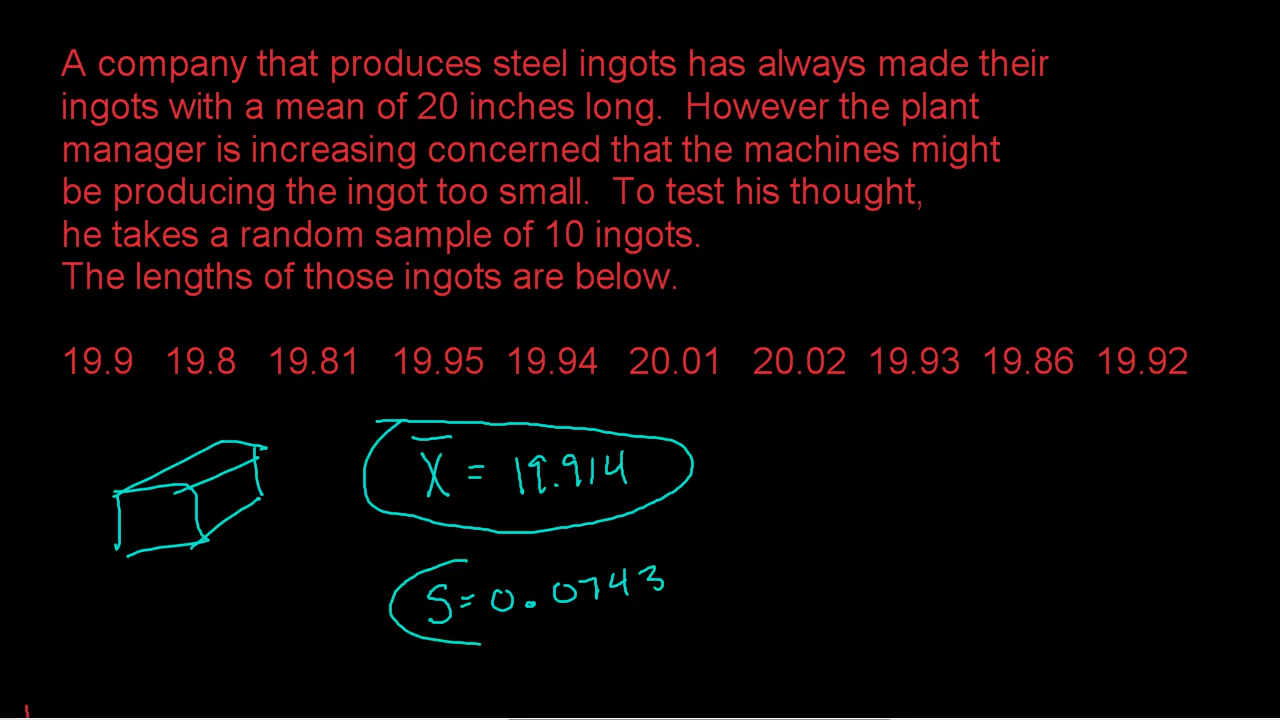 A company that produces steel ingots has always made their
ingots with a mean of 20 inches long. However the plant
manager is increasing concerned that the machines might
be producing the ingot too small. To test his thought,
he takes a random sample of 10 ingots.
The lengths of those ingots are below.
19.9 19.8 19.81 19.95 19.94 20.01 20.02 19.93 19.86 19.92
X̅ = 19.914
S = 0.0743